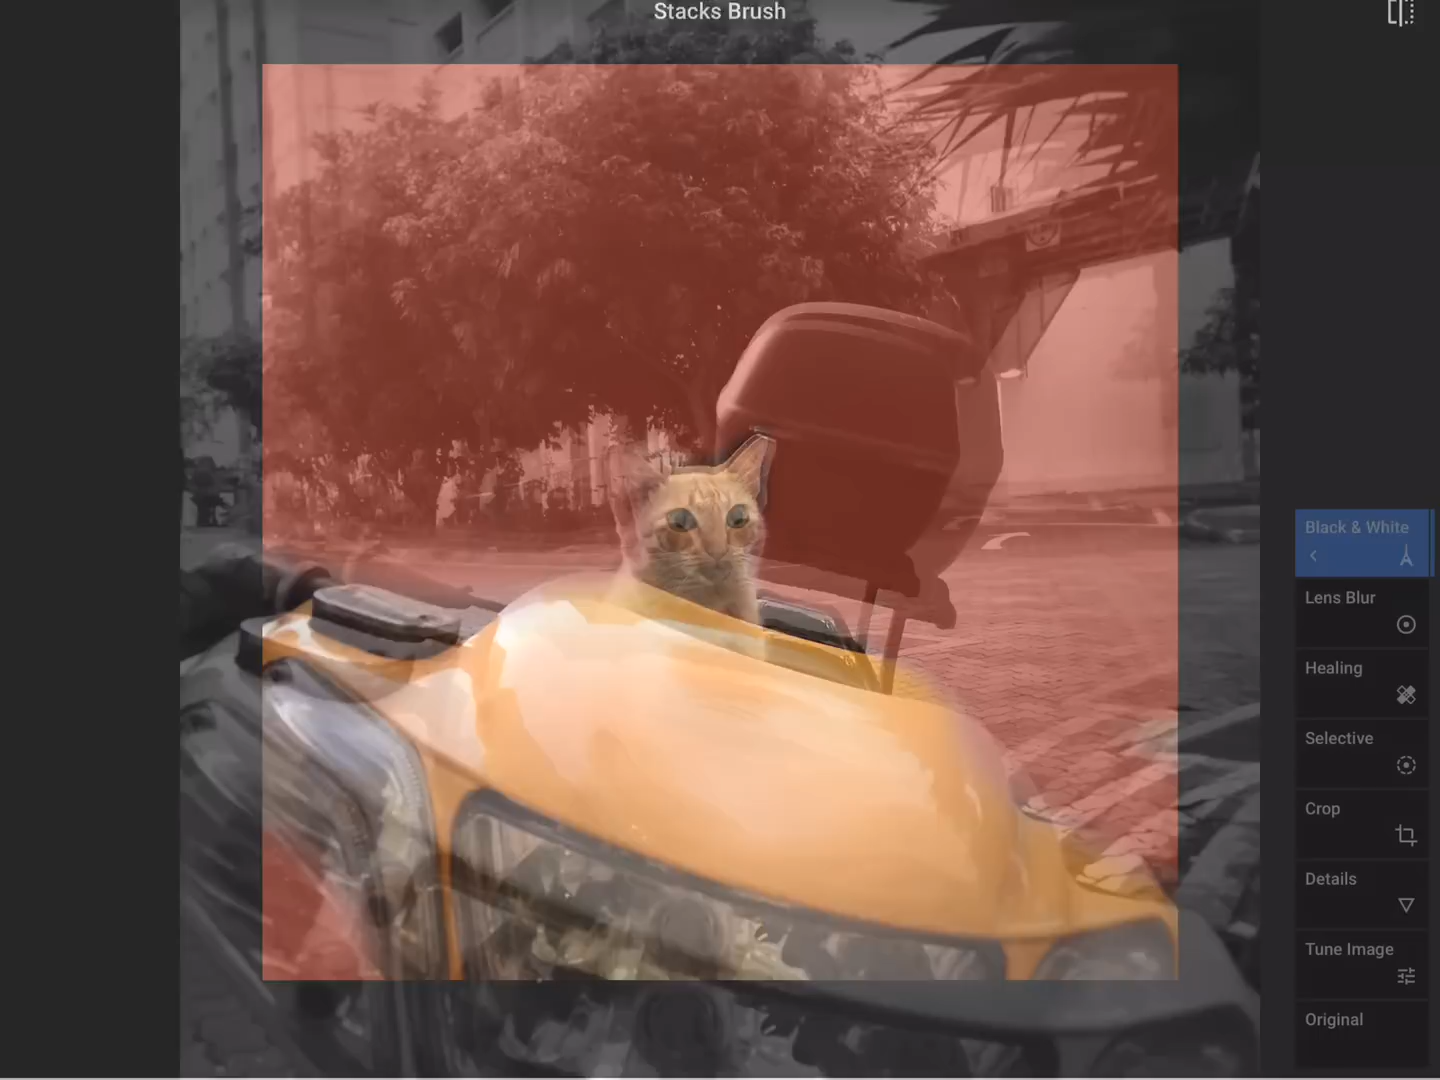 Stacks Brush
Black & White
Lens Blur
Healing
Selective
Crop
Details
Tune Image
Original